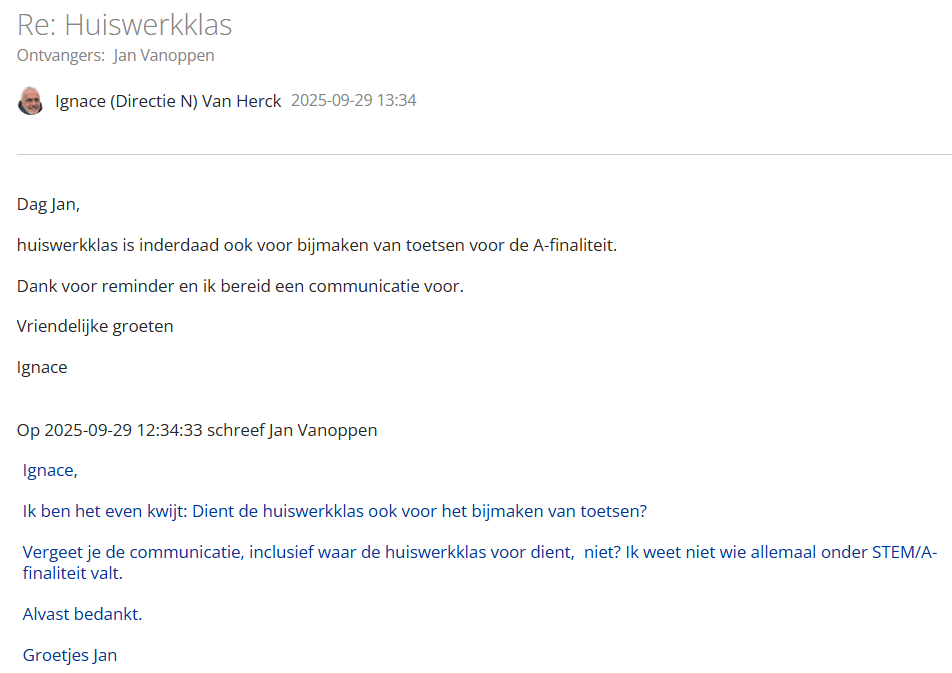 Re: Huiswerkklas
Ontvangers: Jan Vanoppen
Ignace (Directie N) Van Herck 2025-09-29 13:34
Dag Jan,
huiswerkklas is inderdaad ook voor bijmaken van toetsen voor de A-finaliteit.
Dank voor reminder en ik bereid een communicatie voor.
Vriendelijke groeten
Ignace
Op 2025-09-29 12:34:33 schreef Jan Vanoppen
Ignace,
Ik ben het even kwijt: Dient de huiswerkklas ook voor het bijmaken van toetsen?
Vergeet je de communicatie, inclusief waar de huiswerkklas voor dient,  niet? Ik weet niet wie allemaal onder STEM/A-
finaliteit valt.
Alvast bedankt.
Groetjes Jan